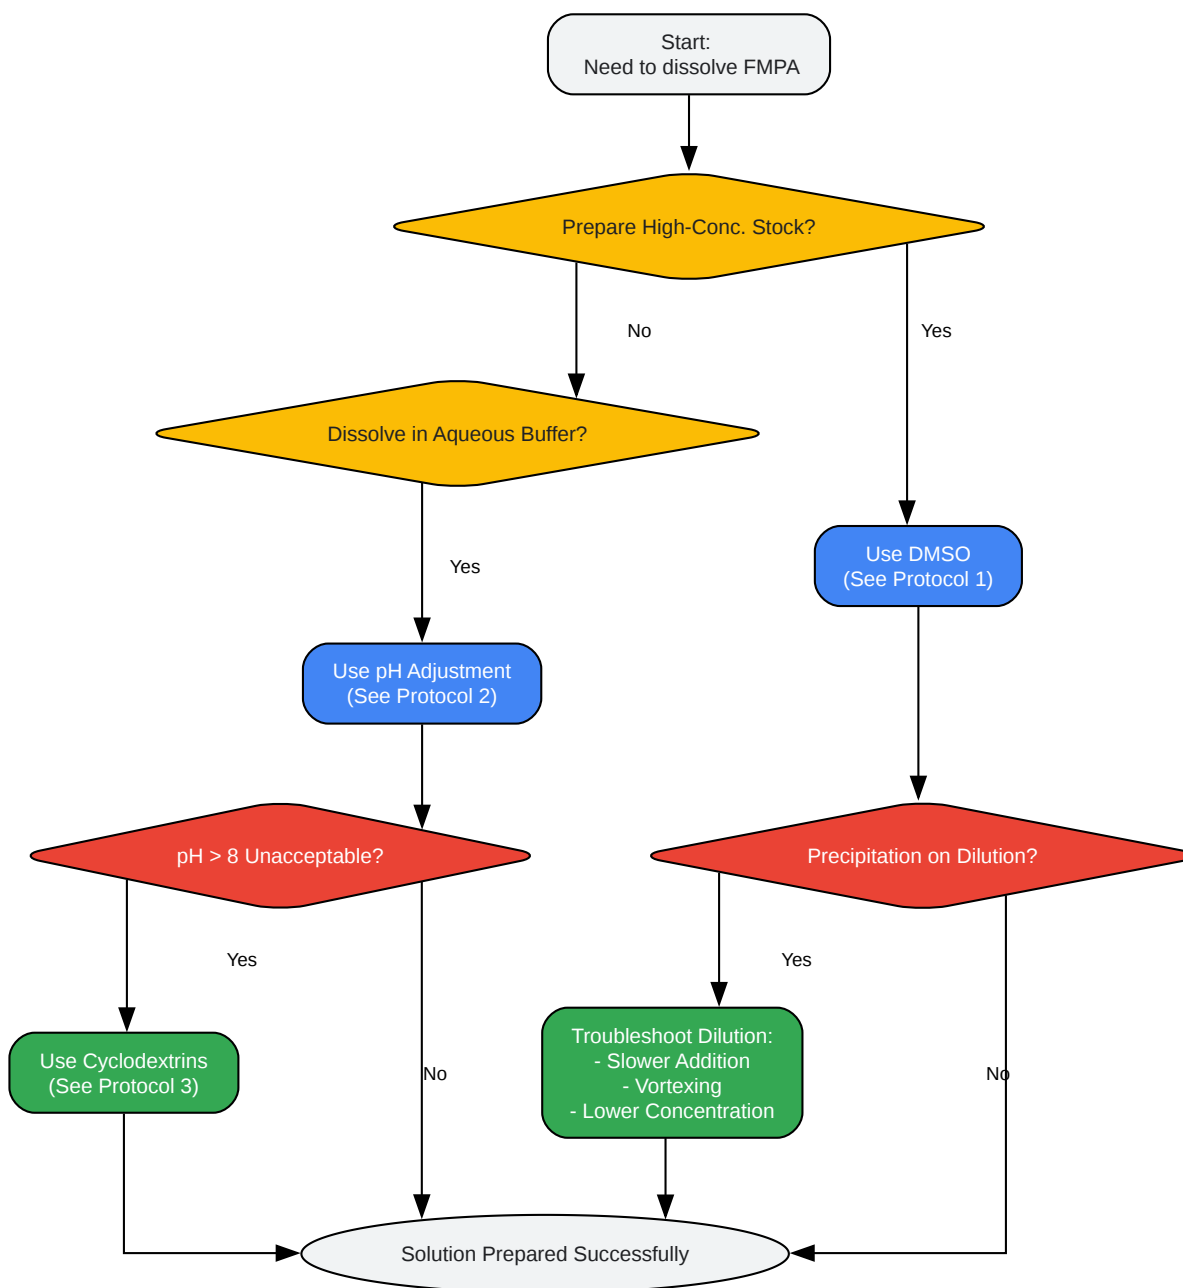 Start:
Need to dissolve FMPA
Prepare High-Conc. Stock?
No
Yes
Dissolve in Aqueous Buffer?
Yes
Use DMSO
(See Protocol 1)
Use pH Adjustment
(See Protocol 2)
pH > 8 Unacceptable?
Precipitation on Dilution?
Yes
Yes
Use Cyclodextrins
(See Protocol 3)
No
Troubleshoot Dilution:
- Slower Addition
- Vortexing
- Lower Concentration
No
Solution Prepared Successfully